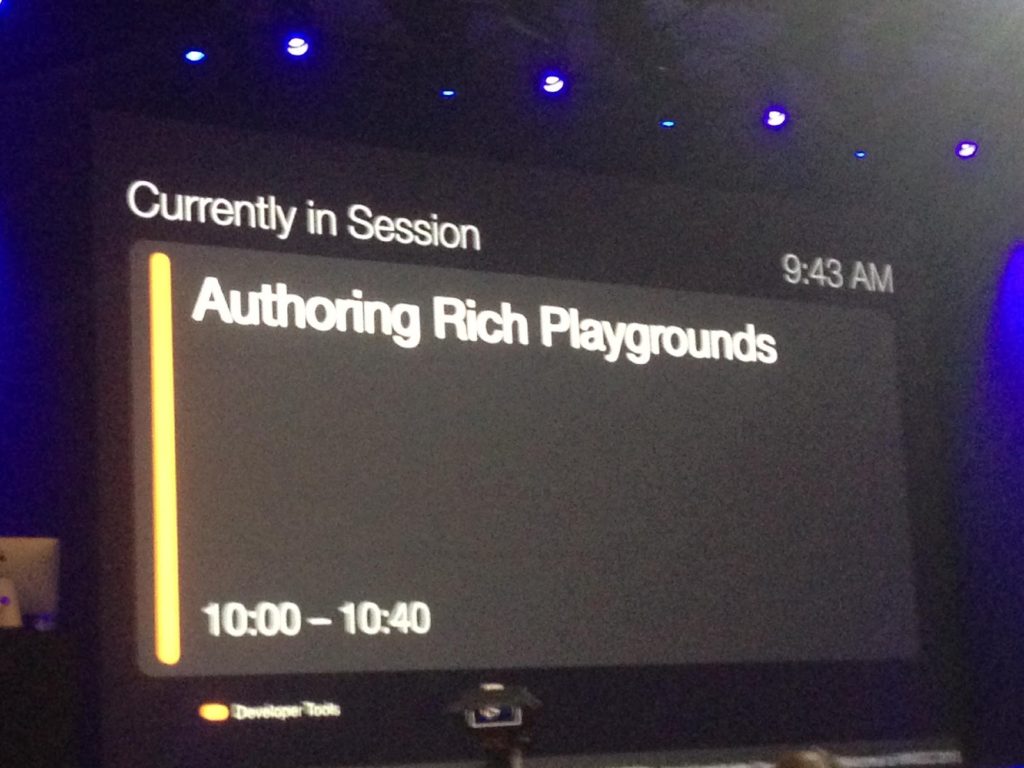 Currently in Session
9:43 AM
Authoring Rich Playgrounds
10:00 – 10:40
Developer Tools